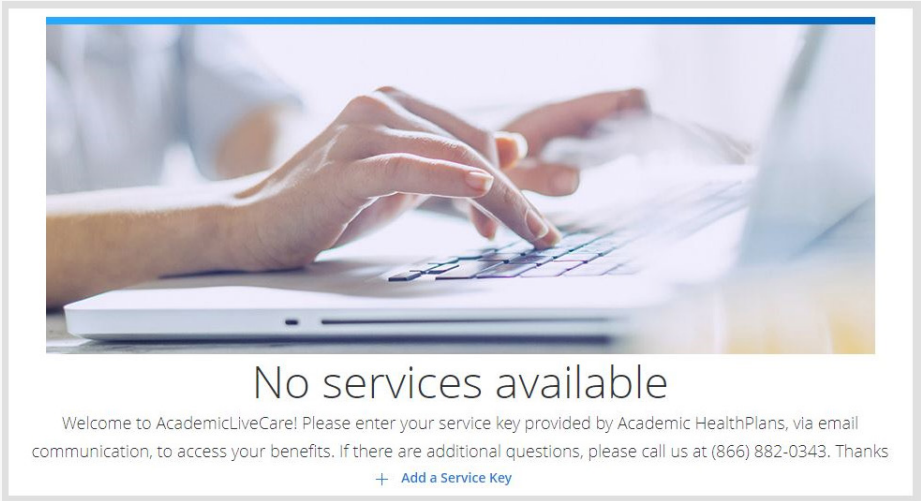 No services available
Welcome to AcademicLiveCare! Please enter your service key provided by Academic HealthPlans, via email
communication, to access your benefits. If there are additional questions, please call us at (866) 882-0343. Thanks
+ Add a Service Key